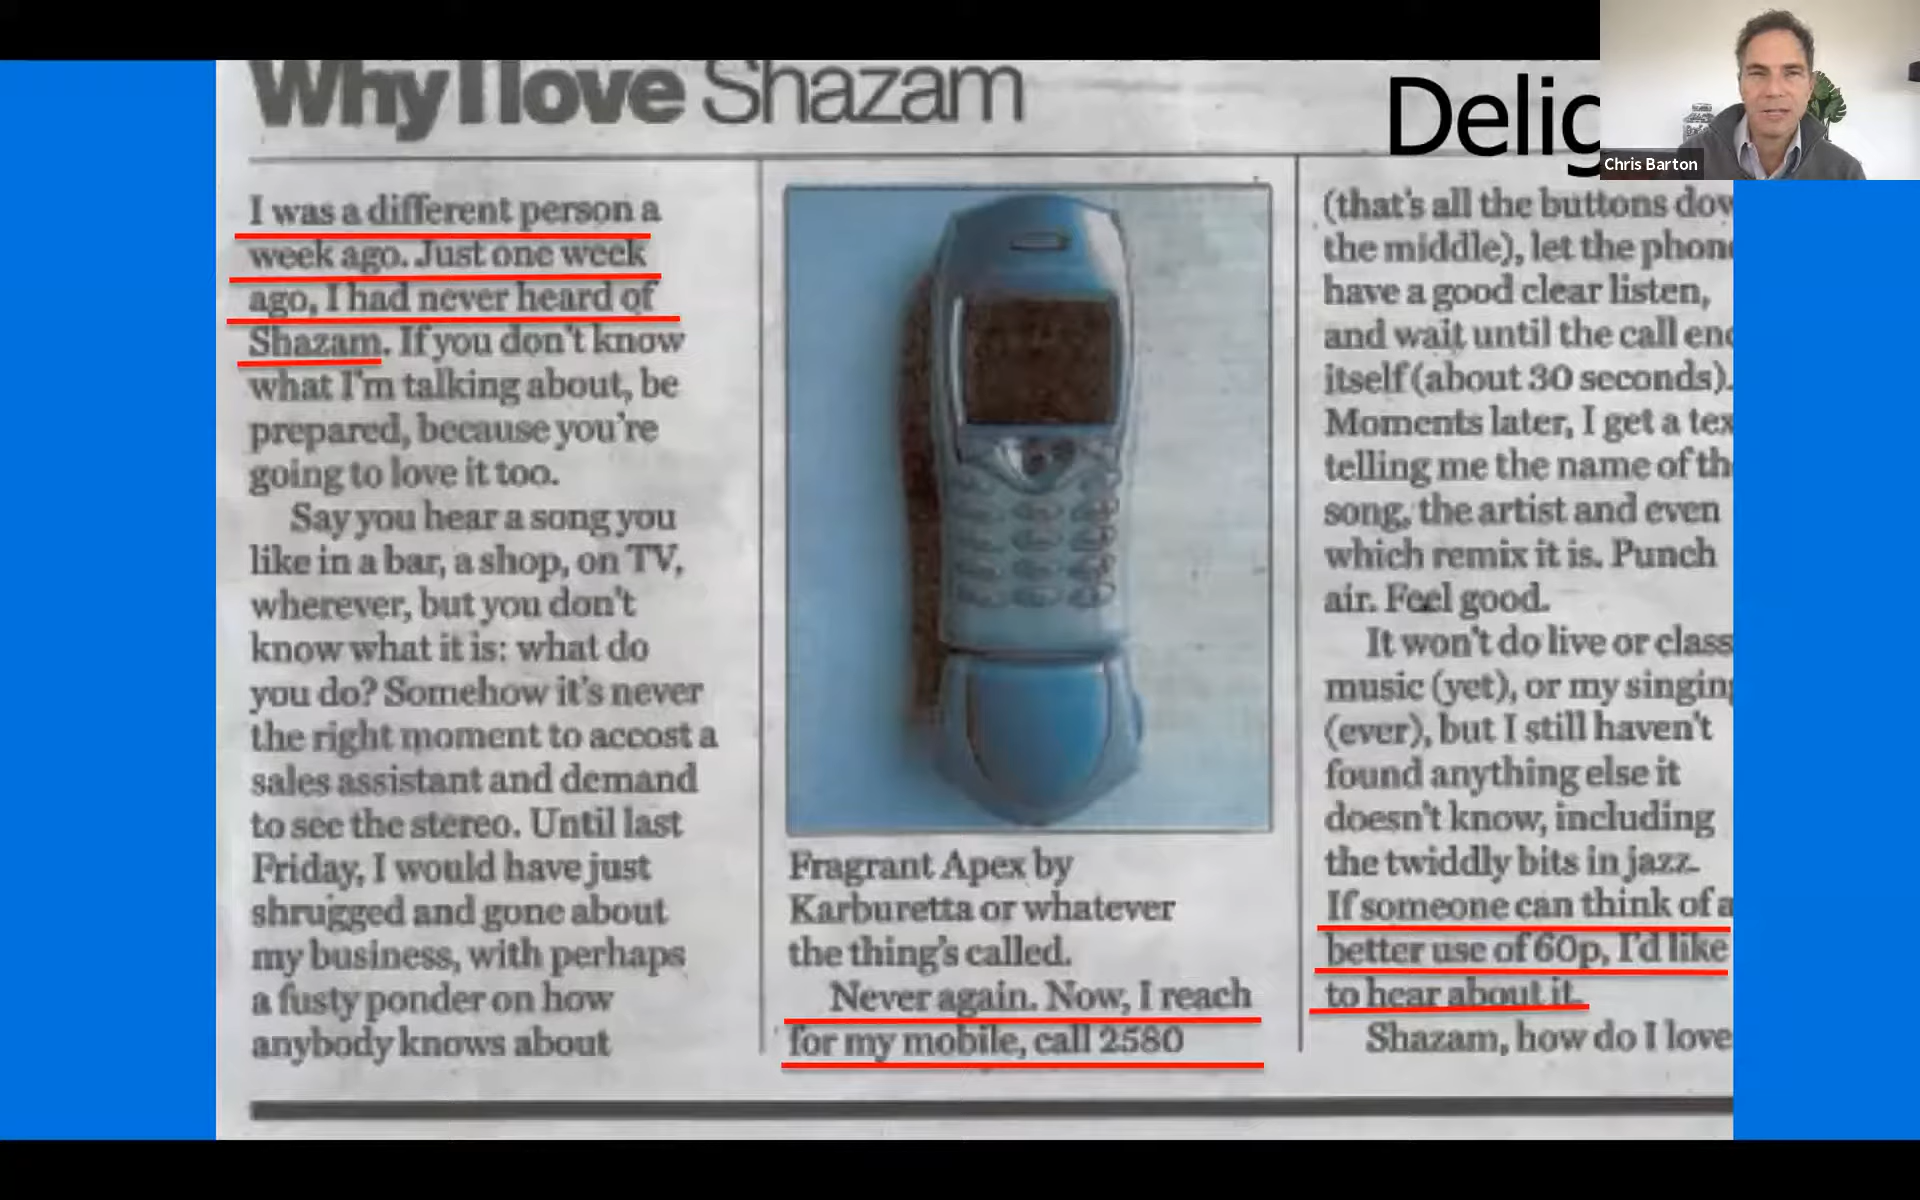 Why I love Shazam
Delig
Chris Barton
I was a different person a
week ago. Just one week
ago, I had never heard of
Shazam. If you don't know
what I'm talking about, be
prepared, because you're
going to love it too.
Say you hear a song you
like in a bar, a shop, on TV,
wherever, but you don't
know what it is: what do
you do? Somehow it's never
the right moment to accost a
sales assistant and demand
to see the stereo. Until last
Friday, I would have just
shrugged and gone about
my business, with perhaps
a fusty ponder on how
anybody knows about
Fragrant Apex by
Karburetta or whatever
the thing's called.
Never again. Now, I reach
for my mobile, call 2580
(that's all the buttons dow
the middle), let the phon
have a good clear listen,
and wait until the call end
itself (about 30 seconds).
Moments later, I get a tex
telling me the name of th
song, the artist and even
which remix it is. Punch
air. Feel good.
It won't do live or class
music (yet), or my singin
(ever), but I still haven't
found anything else it
doesn't know, including
the twiddly bits in jazz.
If someone can think of a
better use of 60p, I'd like
to hear about it.
Shazam, how do I love